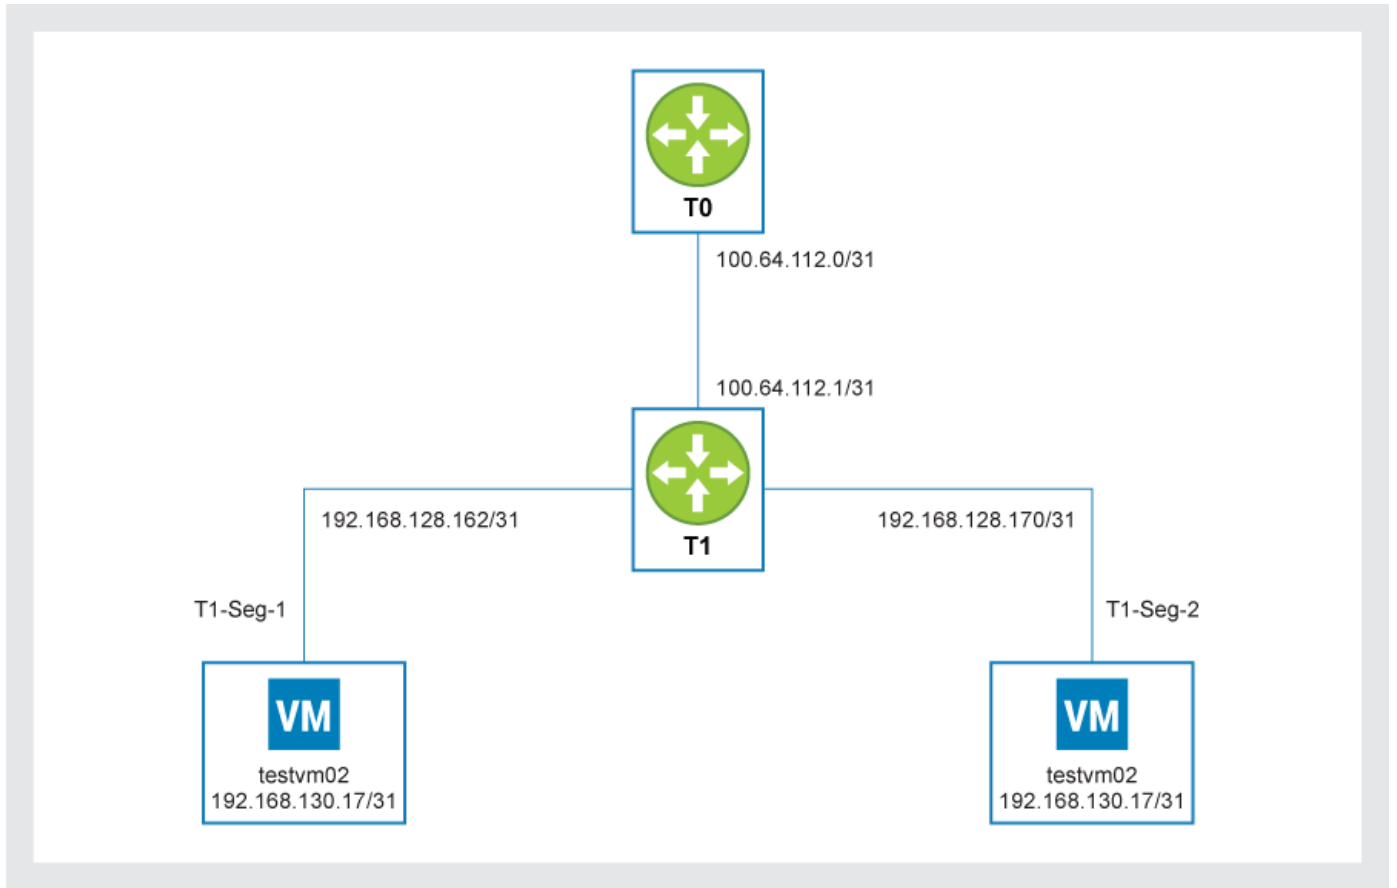 T0
100.64.112.0/31
100.64.112.1/31
T1
192.168.128.162/31
192.168.128.170/31
T1-Seg-1
T1-Seg-2
VM
testvm02
192.168.130.17/31
VM
testvm02
192.168.130.17/31